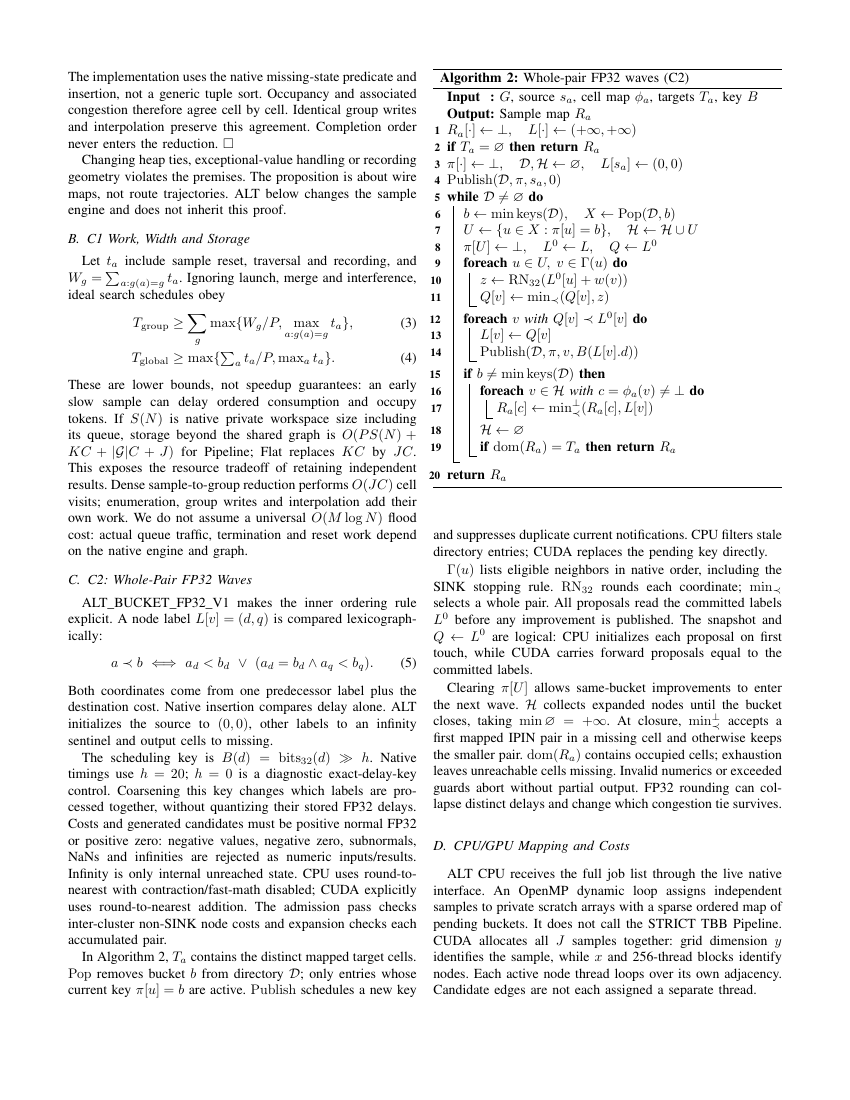 The implementation uses the native missing-state predicate and
insertion, not a generic tuple sort. Occupancy and associated
congestion therefore agree cell by cell. Identical group writes
and interpolation preserve this agreement. Completion order
never enters the reduction. □
Changing heap ties, exceptional-value handling or recording
geometry violates the premises. The proposition is about wire
maps, not route trajectories. ALT below changes the sample
engine and does not inherit this proof.
B. C1 Work, Width and Storage
Let t_a include sample reset, traversal and recording, and
W_g = ∑_{a:g(a)=g} t_a. Ignoring launch, merge and interference,
ideal search schedules obey
T_group ≥ ∑_g max{W_g/P, max_{a:g(a)=g} t_a}, (3)
T_global ≥ max{∑_a t_a/P, max_a t_a}. (4)
These are lower bounds, not speedup guarantees: an early
slow sample can delay ordered consumption and occupy
tokens. If S(N) is native private workspace size including
its queue, storage beyond the shared graph is O(PS(N) +
KC + |𝒢|C + J) for Pipeline; Flat replaces KC by JC.
This exposes the resource tradeoff of retaining independent
results. Dense sample-to-group reduction performs O(JC) cell
visits; enumeration, group writes and interpolation add their
own work. We do not assume a universal O(M log N) flood
cost: actual queue traffic, termination and reset work depend
on the native engine and graph.
C. C2: Whole-Pair FP32 Waves
ALT_BUCKET_FP32_V1 makes the inner ordering rule
explicit. A node label L[v] = (d, q) is compared lexicograph-
ically:
a ≺ b ⟺ a_d < b_d ∨ (a_d = b_d ∧ a_q < b_q). (5)
Both coordinates come from one predecessor label plus the
destination cost. Native insertion compares delay alone. ALT
initializes the source to (0, 0), other labels to an infinity
sentinel and output cells to missing.
The scheduling key is B(d) = bits₃₂(d) ≫ h. Native
timings use h = 20; h = 0 is a diagnostic exact-delay-key
control. Coarsening this key changes which labels are pro-
cessed together, without quantizing their stored FP32 delays.
Costs and generated candidates must be positive normal FP32
or positive zero: negative values, negative zero, subnormals,
NaNs and infinities are rejected as numeric inputs/results.
Infinity is only internal unreached state. CPU uses round-to-
nearest with contraction/fast-math disabled; CUDA explicitly
uses round-to-nearest addition. The admission pass checks
inter-cluster non-SINK node costs and expansion checks each
accumulated pair.
In Algorithm 2, T_a contains the distinct mapped target cells.
Pop removes bucket b from directory 𝒟; only entries whose
current key π[u] = b are active. Publish schedules a new key
Algorithm 2: Whole-pair FP32 waves (C2)
Input : G, source s_a, cell map ϕ_a, targets T_a, key B
Output: Sample map R_a
1 R_a[·] ← ⊥, L[·] ← (+∞, +∞)
2 if T_a = ∅ then return R_a
3 π[·] ← ⊥, 𝒟, ℋ ← ∅, L[s_a] ← (0, 0)
4 Publish(𝒟, π, s_a, 0)
5 while 𝒟 ≠ ∅ do
6 b ← min keys(𝒟), X ← Pop(𝒟, b)
7 U ← {u ∈ X : π[u] = b}, ℋ ← ℋ ∪ U
8 π[U] ← ⊥, L⁰ ← L, Q ← L⁰
9 foreach u ∈ U, v ∈ Γ(u) do
10 z ← RN₃₂(L⁰[u] + w(v))
11 Q[v] ← min_≺(Q[v], z)
12 foreach v with Q[v] ≺ L⁰[v] do
13 L[v] ← Q[v]
14 Publish(𝒟, π, v, B(L[v].d))
15 if b ≠ min keys(𝒟) then
16 foreach v ∈ ℋ with c = ϕ_a(v) ≠ ⊥ do
17 R_a[c] ← min_≺^⊥(R_a[c], L[v])
18 ℋ ← ∅
19 if dom(R_a) = T_a then return R_a
20 return R_a
and suppresses duplicate current notifications. CPU filters stale
directory entries; CUDA replaces the pending key directly.
Γ(u) lists eligible neighbors in native order, including the
SINK stopping rule. RN₃₂ rounds each coordinate; min_≺
selects a whole pair. All proposals read the committed labels
L⁰ before any improvement is published. The snapshot and
Q ← L⁰ are logical: CPU initializes each proposal on first
touch, while CUDA carries forward proposals equal to the
committed labels.
Clearing π[U] allows same-bucket improvements to enter
the next wave. ℋ collects expanded nodes until the bucket
closes, taking min ∅ = +∞. At closure, min_≺^⊥ accepts a
first mapped IPIN pair in a missing cell and otherwise keeps
the smaller pair. dom(R_a) contains occupied cells; exhaustion
leaves unreachable cells missing. Invalid numerics or exceeded
guards abort without partial output. FP32 rounding can col-
lapse distinct delays and change which congestion tie survives.
D. CPU/GPU Mapping and Costs
ALT CPU receives the full job list through the live native
interface. An OpenMP dynamic loop assigns independent
samples to private scratch arrays with a sparse ordered map of
pending buckets. It does not call the STRICT TBB Pipeline.
CUDA allocates all J samples together: grid dimension y
identifies the sample, while x and 256-thread blocks identify
nodes. Each active node thread loops over its own adjacency.
Candidate edges are not each assigned a separate thread.